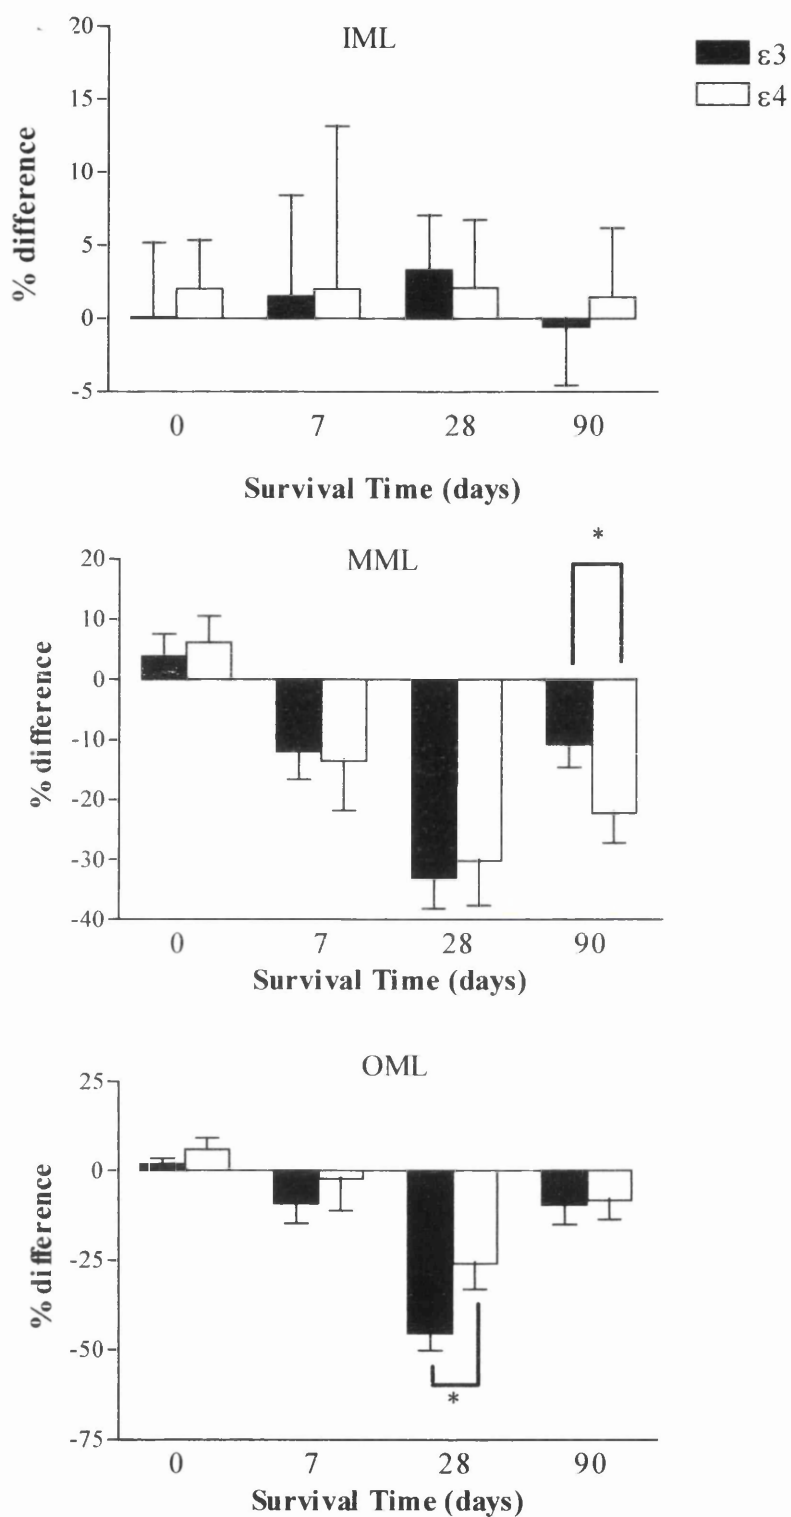 IML
ε3
ε4
20
15
10
5
0
-5
% difference
0 7 28 90
Survival Time (days)
MML
*
20
10
0
-10
-20
-30
-40
% difference
0 7 28 90
Survival Time (days)
OML
25
0
-25
-50
-75
% difference
*
0 7 28 90
Survival Time (days)